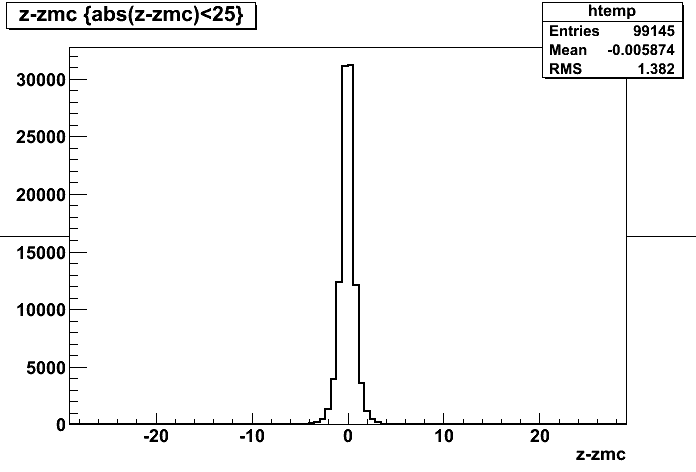 z-zmc {abs(z-zmc)<25}
htemp
Entries 99145
Mean -0.005874
RMS 1.382
30000
25000
20000
15000
10000
5000
0
-20 -10 0 10 20
z-zmc